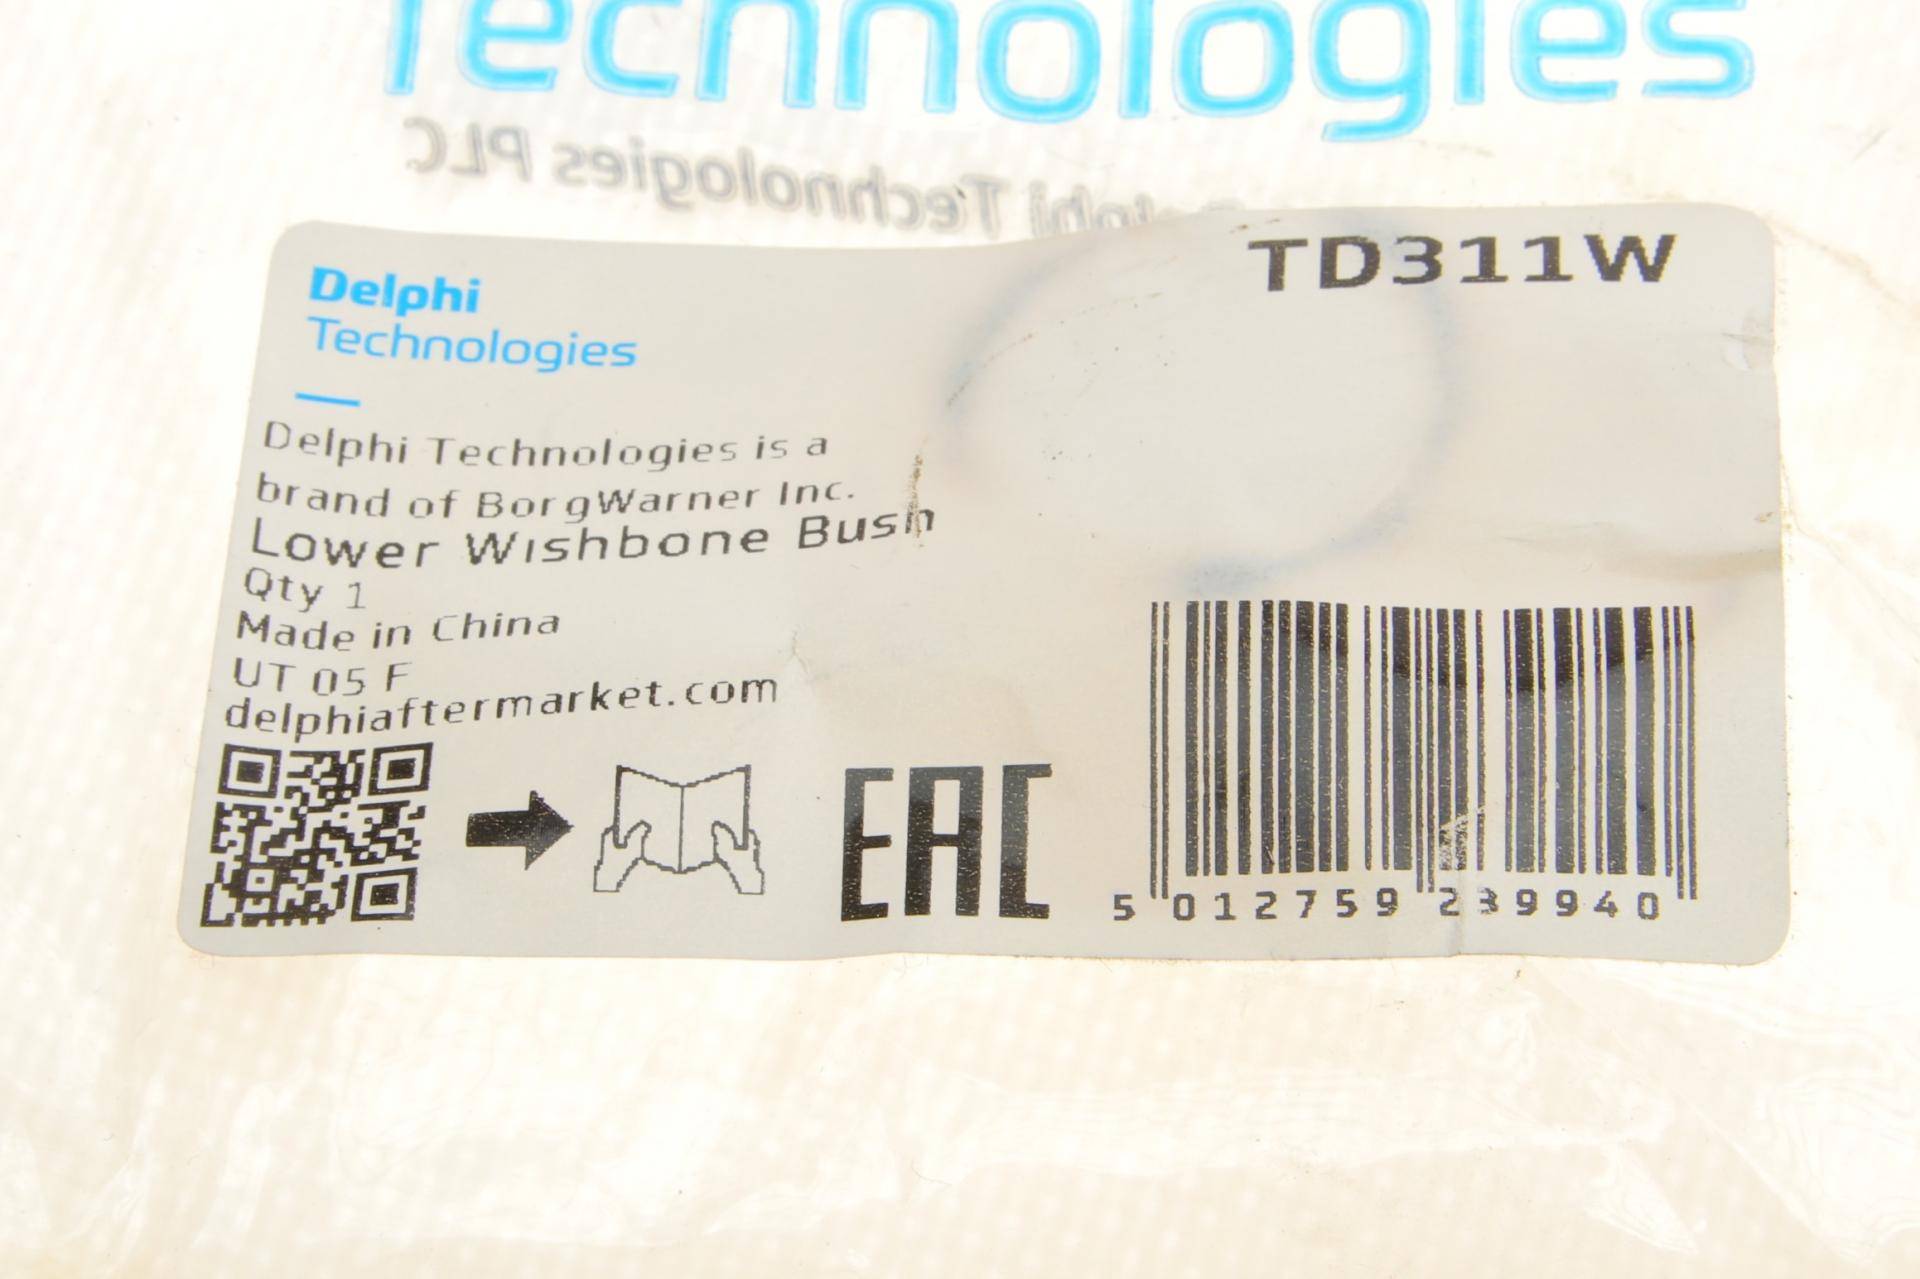 Technologies
Delphi Technologies PLC
TD311W
Delphi
Technologies
Delphi Technologies is a
brand of BorgWarner Inc.
Lower Wishbone Bush
Qty 1
Made in China
UT 05 F
delphiaftermarket.com
EAC
5 012759 239940